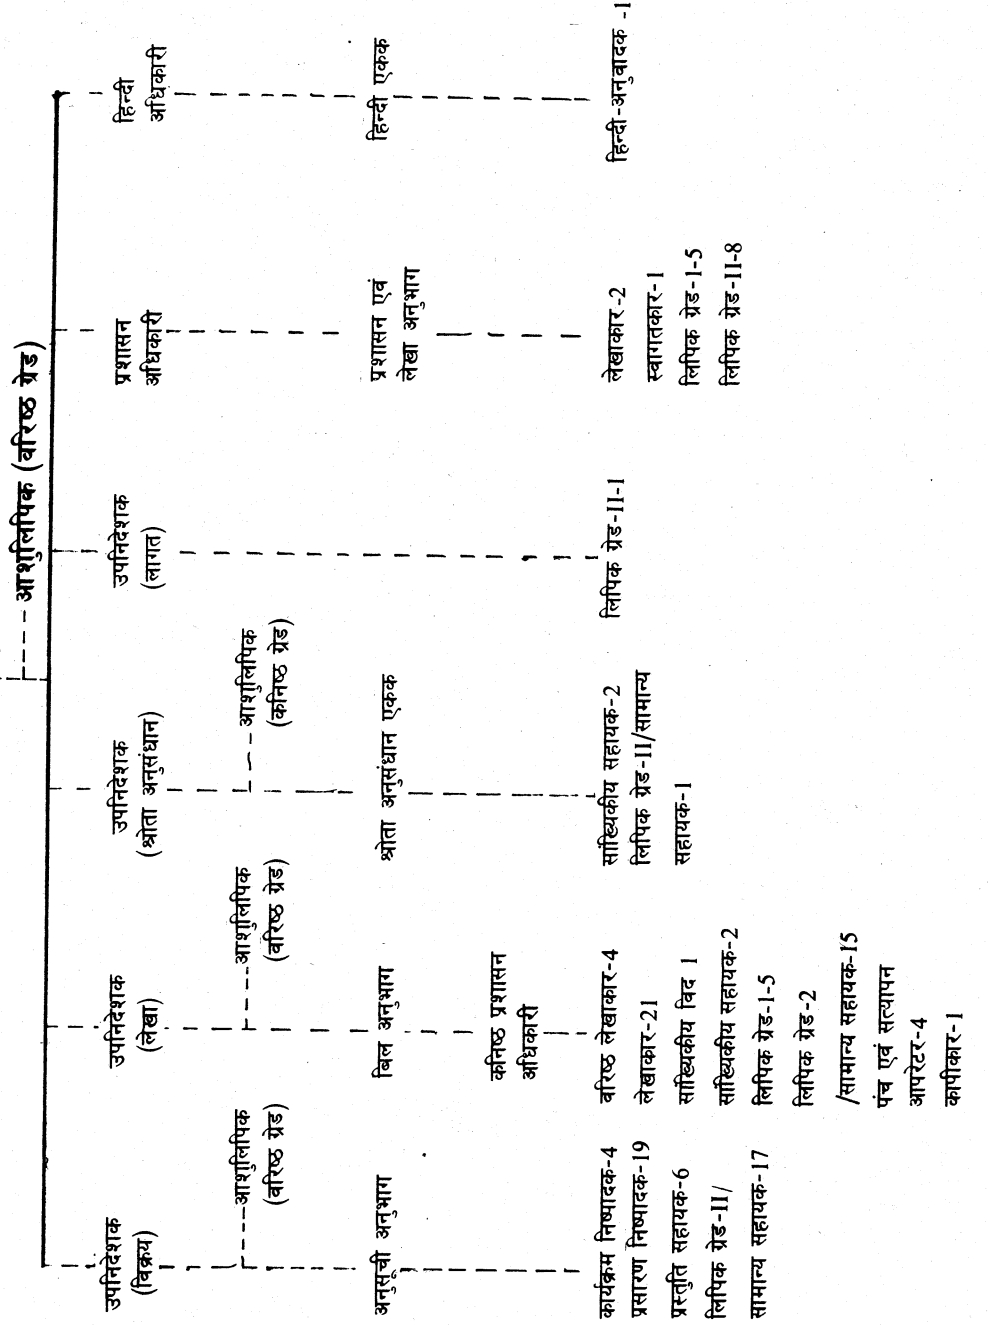 आशुलिपिक (वरिष्ठ ग्रेड)
उपनिदेशक
(विक्रय)
आशुलिपिक
(वरिष्ठ ग्रेड)
अनुसूची अनुभाग
कार्यक्रम निष्पादक-4
प्रसारण निष्पादक-19
प्रस्तुति सहायक-6
लिपिक ग्रेड-II/
सामान्य सहायक-17
उपनिदेशक
(लेखा)
आशुलिपिक
(वरिष्ठ ग्रेड)
बिल अनुभाग
कनिष्ठ प्रशासन
अधिकारी
वरिष्ठ लेखाकार-4
लेखाकार-21
सांख्यिकीय विद 1
सांख्यिकीय सहायक-2
लिपिक ग्रेड-1-5
लिपिक ग्रेड-2
/सामान्य सहायक-15
पंच एवं सत्यापन
आपरेटर-4
कापीकार-1
उपनिदेशक
(श्रोता अनुसंधान)
आशुलिपिक
(कनिष्ठ ग्रेड)
श्रोता अनुसंधान एकक
सांख्यिकीय सहायक-2
लिपिक ग्रेड-II/सामान्य
सहायक-1
उपनिदेशक
(लागत)
लिपिक ग्रेड-II-1
प्रशासन
अधिकारी
प्रशासन एवं
लेखा अनुभाग
लेखाकार-2
स्वागतकार-1
लिपिक ग्रेड-1-5
लिपिक ग्रेड-II-8
हिन्दी
अधिकारी
हिन्दी एकक
हिन्दी-अनुवादक -1